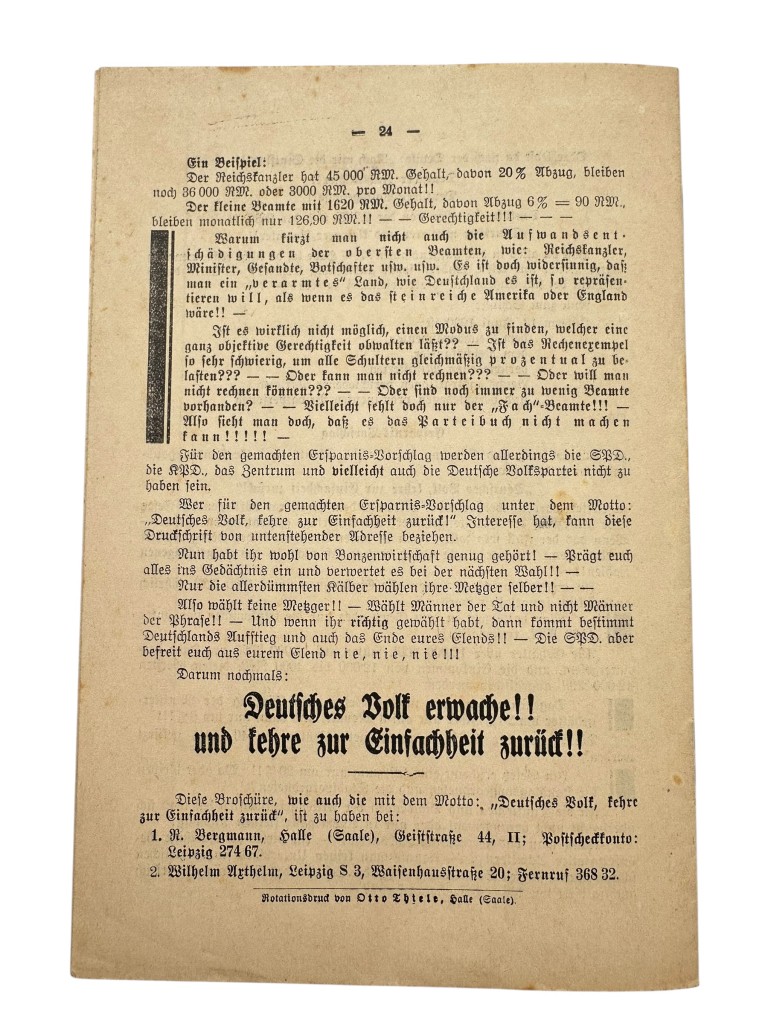 — 24 —
Ein Beispiel:
Der Reichskanzler hat 45 000 RM. Gehalt, davon 20 % Abzug, bleiben
noch 36 000 RM. oder 3000 RM. pro Monat!!
Der kleine Beamte mit 1620 RM. Gehalt, davon Abzug 6 % = 90 RM.,
bleiben monatlich nur 126,90 RM.!! — — Gerechtigkeit!!! — — —
Warum kürzt man nicht auch die Aufwandsent-
schädigungen der obersten Beamten, wie: Reichskanzler,
Minister, Gesandte, Botschafter usw. usw. Es ist doch widersinnig, daß
man ein „verarmtes“ Land, wie Deutschland es ist, so repräsen-
tieren will, als wenn es das steinreiche Amerika oder England
wäre!! —
Ist es wirklich nicht möglich, einen Modus zu finden, welcher eine
ganz objektive Gerechtigkeit obwalten läßt?? — Ist das Rechenexempel
so sehr schwierig, um alle Schultern gleichmäßig prozentual zu be-
lasten??? — — Oder kann man nicht rechnen??? — — Oder will man
nicht rechnen können??? — — Oder sind noch immer zu wenig Beamte
vorhanden? — — Vielleicht fehlt doch nur der „Fach“-Beamte!!! —
Also sieht man doch, daß es das Parteibuch nicht machen
kann!!!!! —
Für den gemachten Ersparnis-Vorschlag werden allerdings die SPD.,
die KPD., das Zentrum und vielleicht auch die Deutsche Volkspartei nicht zu
haben sein.
Wer für den gemachten Ersparnis-Vorschlag unter dem Motto:
„Deutsches Volk, kehre zur Einfachheit zurück!“ Interesse hat, kann diese
Druckschrift von untenstehender Adresse beziehen.
Nun habt ihr wohl von Bonzenwirtschaft genug gehört! — Prägt euch
alles ins Gedächtnis ein und verwertet es bei der nächsten Wahl!! —
Nur die allerdümmsten Kälber wählen ihre Metzger selber!! — —
Also wählt keine Metzger!! — Wählt Männer der Tat und nicht Männer
der Phrase!! — Und wenn ihr richtig gewählt habt, dann kommt bestimmt
Deutschlands Aufstieg und auch das Ende eures Elends!! — Die SPD. aber
befreit euch aus eurem Elend nie, nie, nie!!!
Darum nochmals:
Deutsches Volk erwache!!
und kehre zur Einfachheit zurück!!
Diese Broschüre, wie auch die mit dem Motto: „Deutsches Volk, kehre
zur Einfachheit zurück“, ist zu haben bei:
1. R. Bergmann, Halle (Saale), Geiststraße 44, II; Postscheckkonto:
Leipzig 274 67.
2. Wilhelm Axthelm, Leipzig S 3, Waisenhausstraße 20; Fernruf 368 32.
Rotationsdruck von Otto Thiele, Halle (Saale).